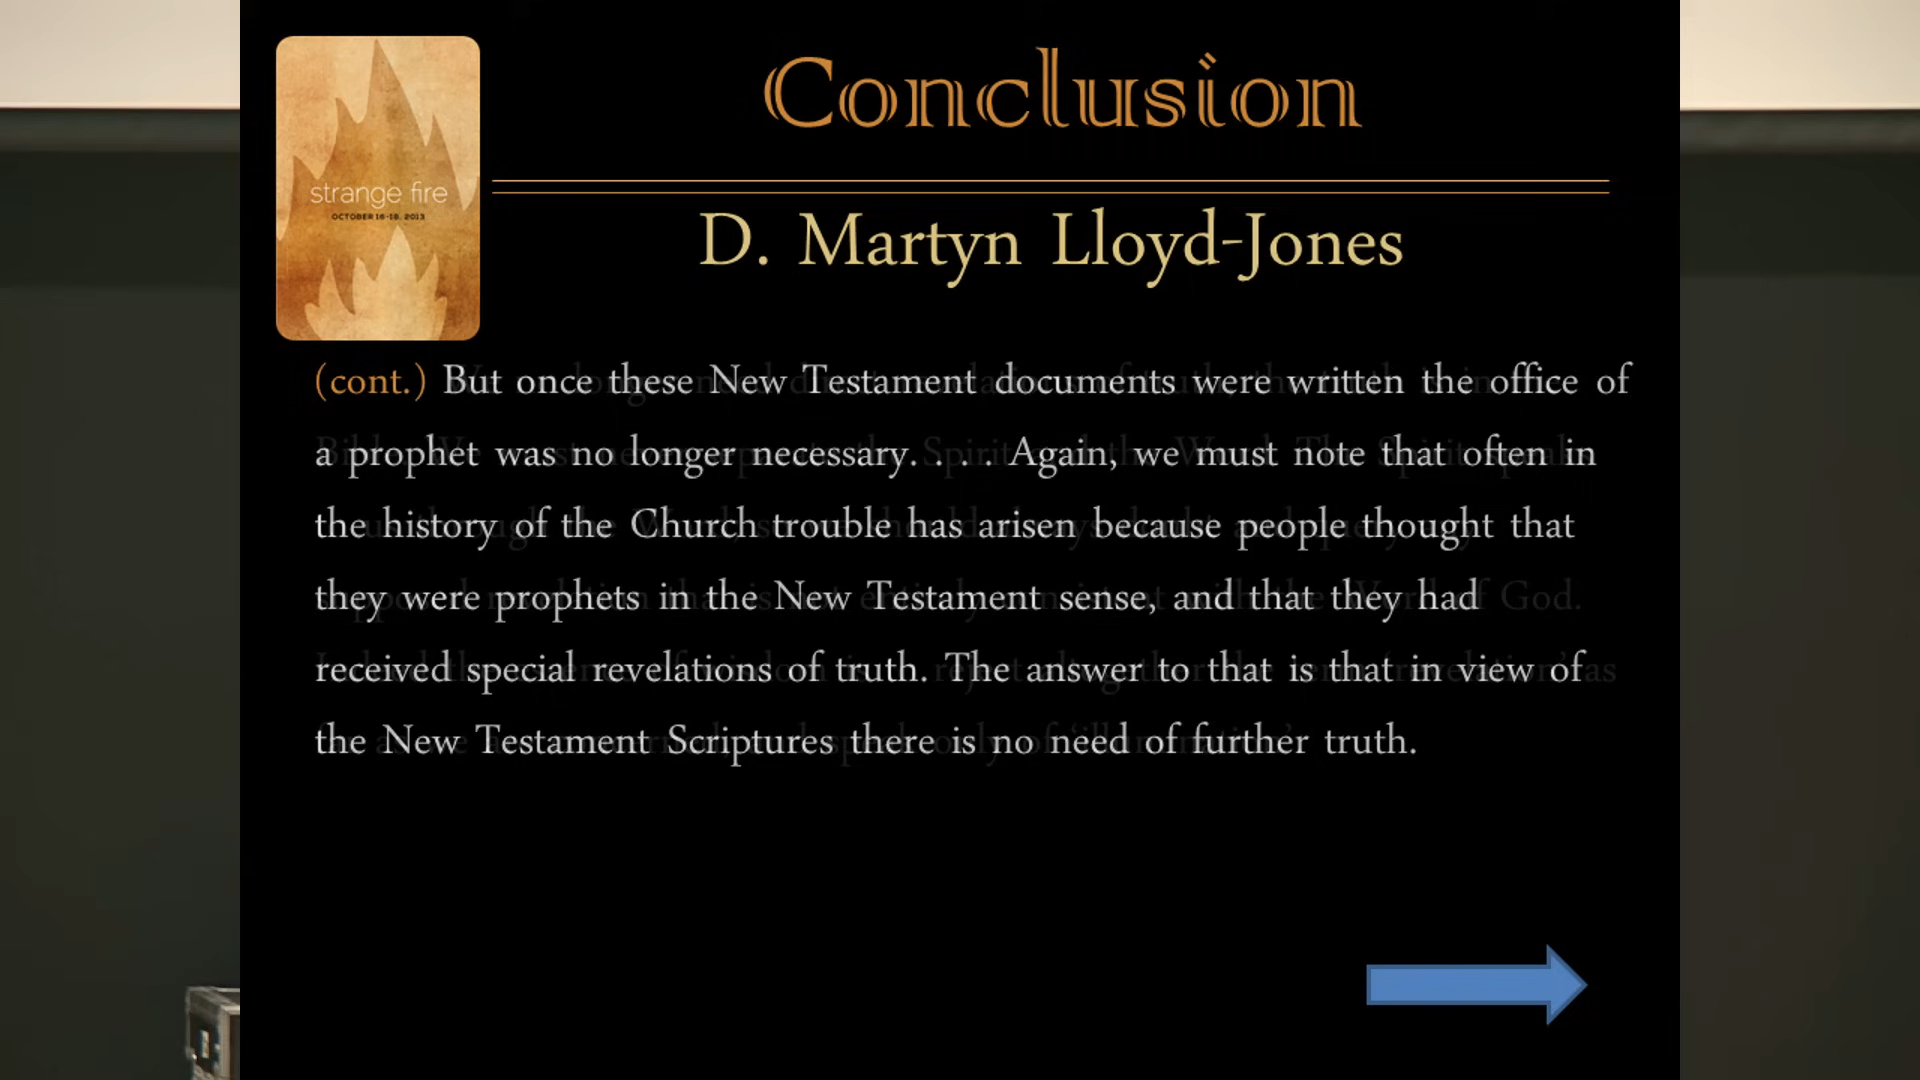 Conclusion
strange fire
OCTOBER 16-18, 2013
D. Martyn Lloyd-Jones
(cont.) But once these New Testament documents were written the office of
a prophet was no longer necessary. . . . Again, we must note that often in
the history of the Church trouble has arisen because people thought that
they were prophets in the New Testament sense, and that they had
received special revelations of truth. The answer to that is that in view of
the New Testament Scriptures there is no need of further truth.